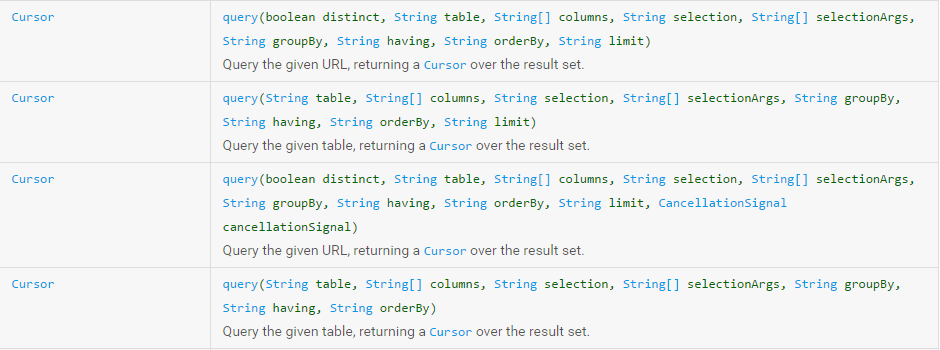 Cursor query(boolean distinct, String table, String[] columns, String selection, String[] selectionArgs,
String groupBy, String having, String orderBy, String limit)
Query the given URL, returning a Cursor over the result set.
Cursor query(String table, String[] columns, String selection, String[] selectionArgs, String groupBy,
String having, String orderBy, String limit)
Query the given table, returning a Cursor over the result set.
Cursor query(boolean distinct, String table, String[] columns, String selection, String[] selectionArgs,
String groupBy, String having, String orderBy, String limit, CancellationSignal
cancellationSignal)
Query the given URL, returning a Cursor over the result set.
Cursor query(String table, String[] columns, String selection, String[] selectionArgs, String groupBy,
String having, String orderBy)
Query the given table, returning a Cursor over the result set.